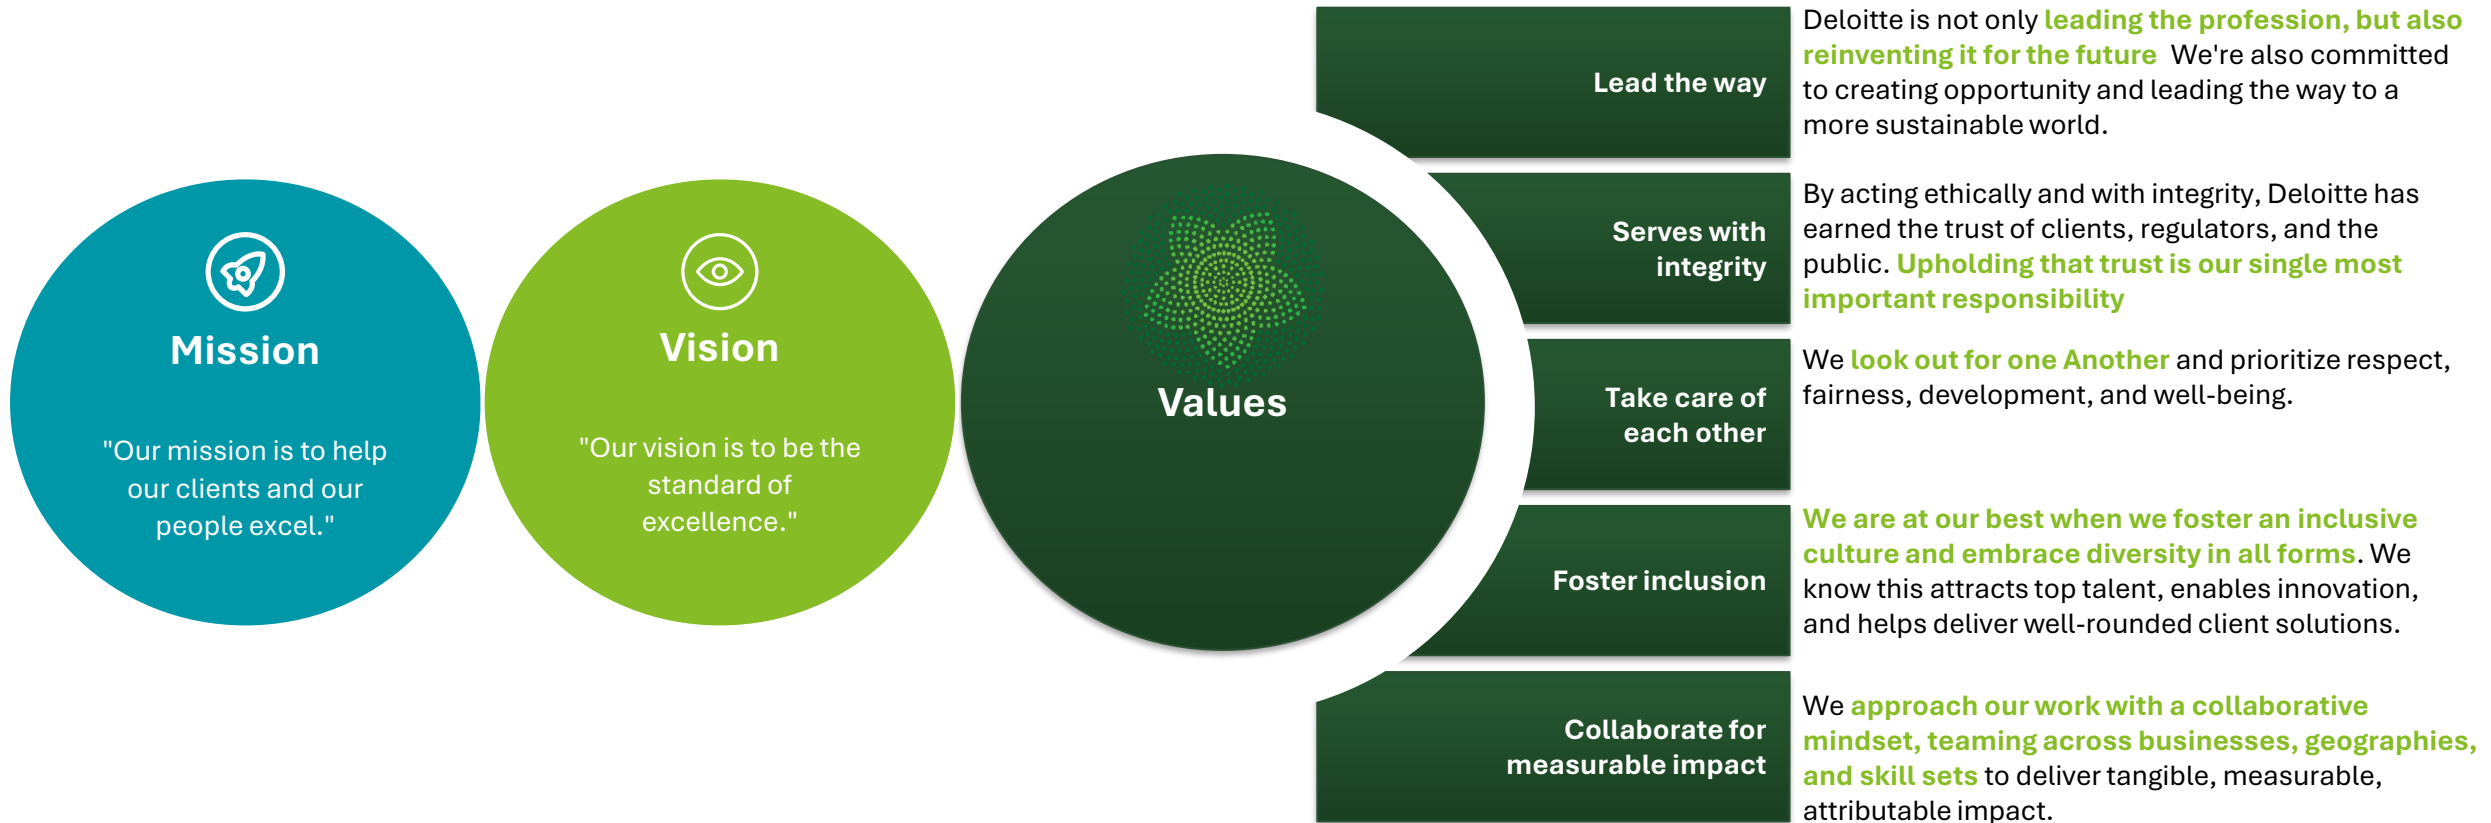 Mission
"Our mission is to help
our clients and our
people excel."
Vision
"Our vision is to be the
standard of
excellence."
Values
Lead the way
Deloitte is not only leading the profession, but also
reinventing it for the future We're also committed
to creating opportunity and leading the way to a
more sustainable world.
Serves with
integrity
By acting ethically and with integrity, Deloitte has
earned the trust of clients, regulators, and the
public. Upholding that trust is our single most
important responsibility
Take care of
each other
We look out for one Another and prioritize respect,
fairness, development, and well-being.
Foster inclusion
We are at our best when we foster an inclusive
culture and embrace diversity in all forms. We
know this attracts top talent, enables innovation,
and helps deliver well-rounded client solutions.
Collaborate for
measurable impact
We approach our work with a collaborative
mindset, teaming across businesses, geographies,
and skill sets to deliver tangible, measurable,
attributable impact.